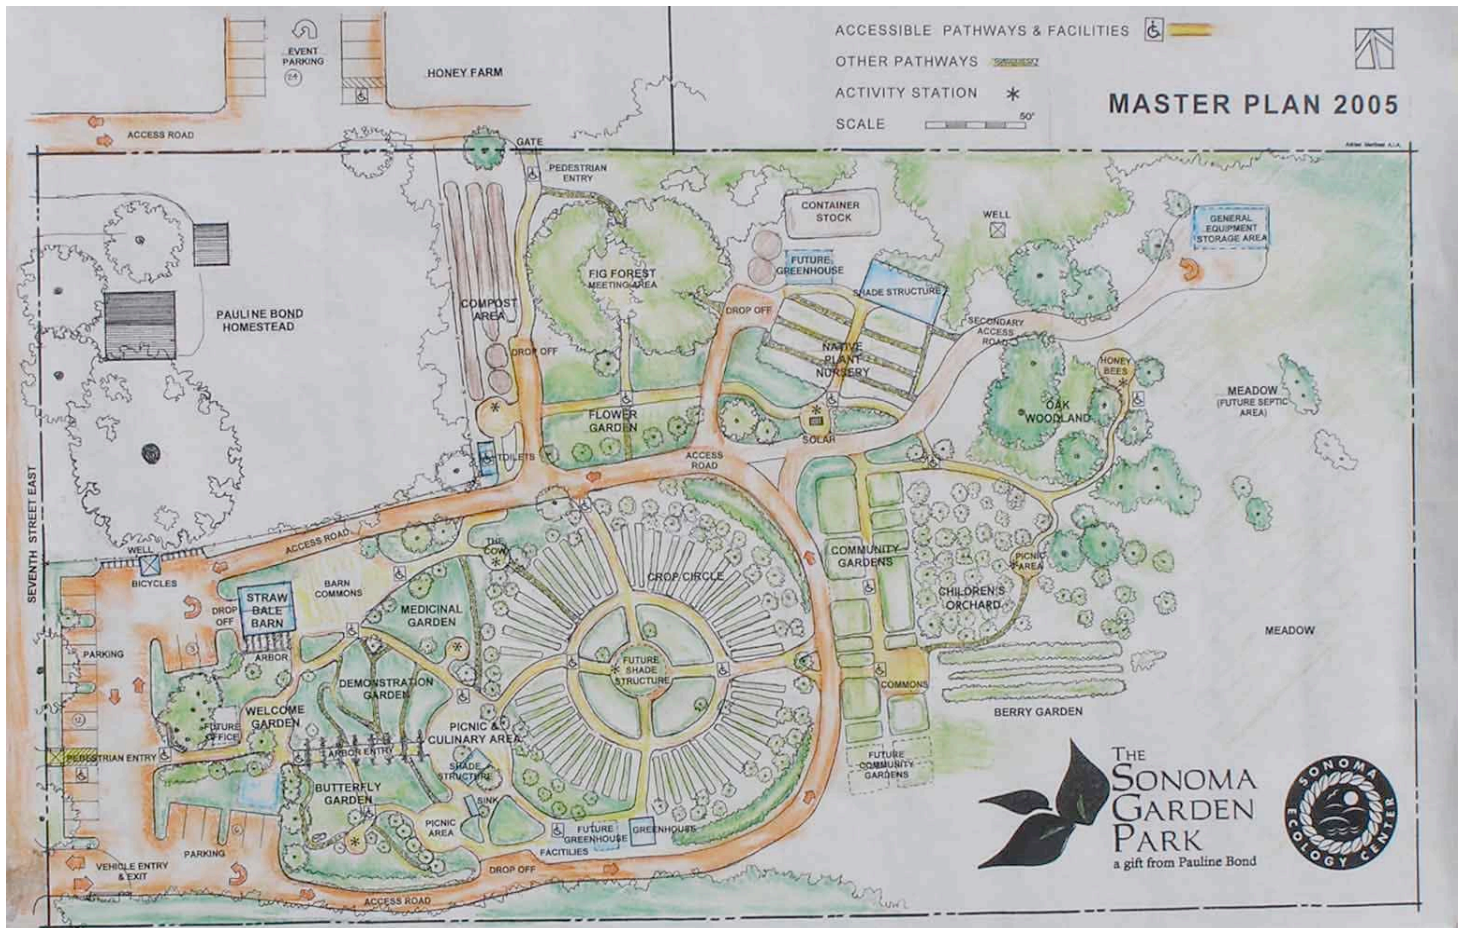 ACCESSIBLE PATHWAYS & FACILITIES
OTHER PATHWAYS
ACTIVITY STATION
SCALE
50'
MASTER PLAN 2005
EVENT
PARKING
24
HONEY FARM
ACCESS ROAD
GATE
PEDESTRIAN
ENTRY
CONTAINER
STOCK
WELL
GENERAL
EQUIPMENT
STORAGE AREA
FUTURE
GREENHOUSE
FIG FOREST
MEETING AREA
SHADE STRUCTURE
COMPOST
AREA
PAULINE BOND
HOMESTEAD
DROP OFF
SECONDARY
ACCESS
ROAD
DROP OFF
NATIVE
PLANT
NURSERY
HONEY
BEES
MEADOW
(FUTURE SEPTIC
AREA)
OAK
WOODLAND
FLOWER
GARDEN
SOLAR
TOILETS
ACCESS
ROAD
SEVENTH STREET EAST
ACCESS ROAD
THE
COW
WELL
BICYCLES
BARN
COMMONS
CROP CIRCLE
COMMUNITY
GARDENS
PICNIC
AREA
CHILDREN'S
ORCHARD
STRAW
BALE
BARN
DROP
OFF
MEDICINAL
GARDEN
MEADOW
PARKING
ARBOR
FUTURE
SHADE
STRUCTURE
DEMONSTRATION
GARDEN
COMMONS
WELCOME
GARDEN
BERRY GARDEN
FUTURE
OFFICE
PICNIC &
CULINARY AREA
PEDESTRIAN ENTRY
ARBOR ENTRY
SHADE
STRUCTURE
FUTURE
COMMUNITY
GARDENS
BUTTERFLY
GARDEN
SINK
PICNIC
AREA
FUTURE
GREENHOUSE
GREENHOUSE
FACITILIES
PARKING
VEHICLE ENTRY
& EXIT
DROP OFF
ACCESS ROAD
THE
SONOMA
GARDEN
PARK
a gift from Pauline Bond
SONOMA
ECOLOGY CENTER